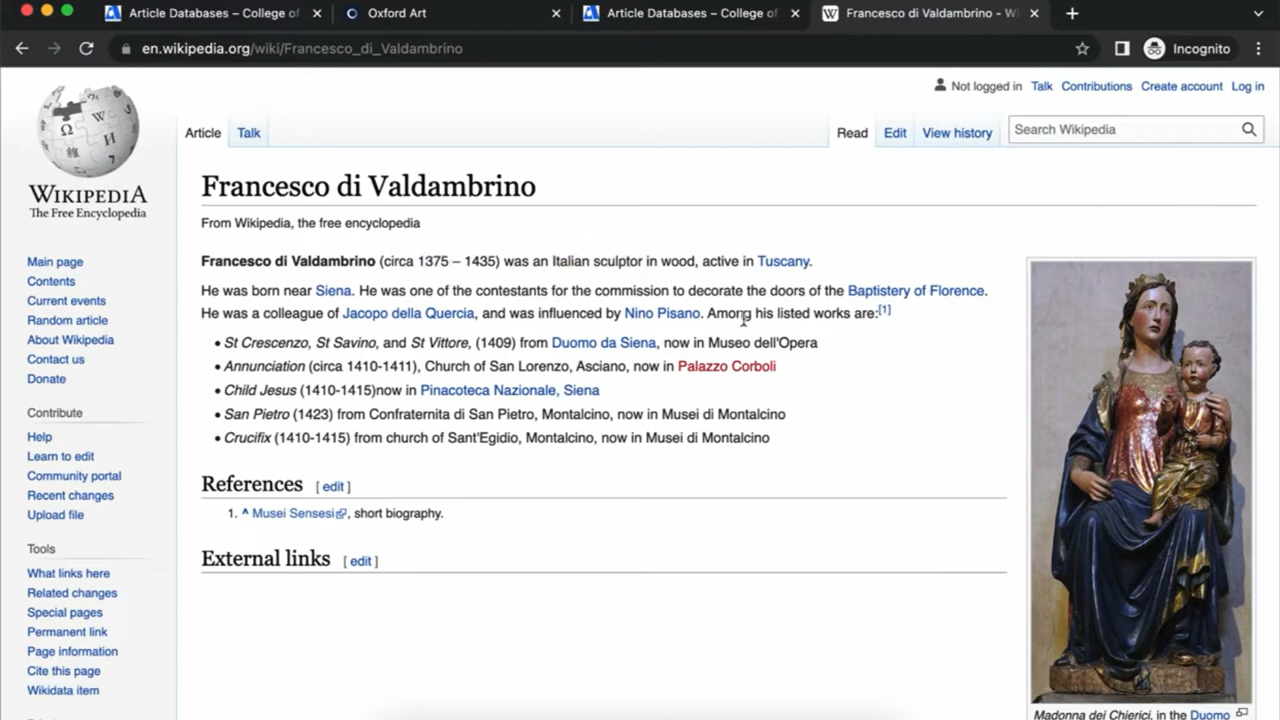 Article Databases – College of
Oxford Art
Article Databases – College of
Francesco di Valdambrino - Wi
en.wikipedia.org/wiki/Francesco_di_Valdambrino
Incognito
Not logged in Talk Contributions Create account Log in
Article Talk
Read Edit View history
Search Wikipedia
WIKIPEDIA
The Free Encyclopedia
Main page
Contents
Current events
Random article
About Wikipedia
Contact us
Donate
Contribute
Help
Learn to edit
Community portal
Recent changes
Upload file
Tools
What links here
Related changes
Special pages
Permanent link
Page information
Cite this page
Wikidata item
Francesco di Valdambrino
From Wikipedia, the free encyclopedia
Francesco di Valdambrino (circa 1375 – 1435) was an Italian sculptor in wood, active in Tuscany.
He was born near Siena. He was one of the contestants for the commission to decorate the doors of the Baptistery of Florence.
He was a colleague of Jacopo della Quercia, and was influenced by Nino Pisano. Among his listed works are:[1]
• St Crescenzo, St Savino, and St Vittore, (1409) from Duomo da Siena, now in Museo dell'Opera
• Annunciation (circa 1410-1411), Church of San Lorenzo, Asciano, now in Palazzo Corboli
• Child Jesus (1410-1415)now in Pinacoteca Nazionale, Siena
• San Pietro (1423) from Confraternita di San Pietro, Montalcino, now in Musei di Montalcino
• Crucifix (1410-1415) from church of Sant'Egidio, Montalcino, now in Musei di Montalcino
References [ edit ]
1. ^ Musei Sensesi, short biography.
External links [ edit ]
Madonna dei Chierici, in the Duomo